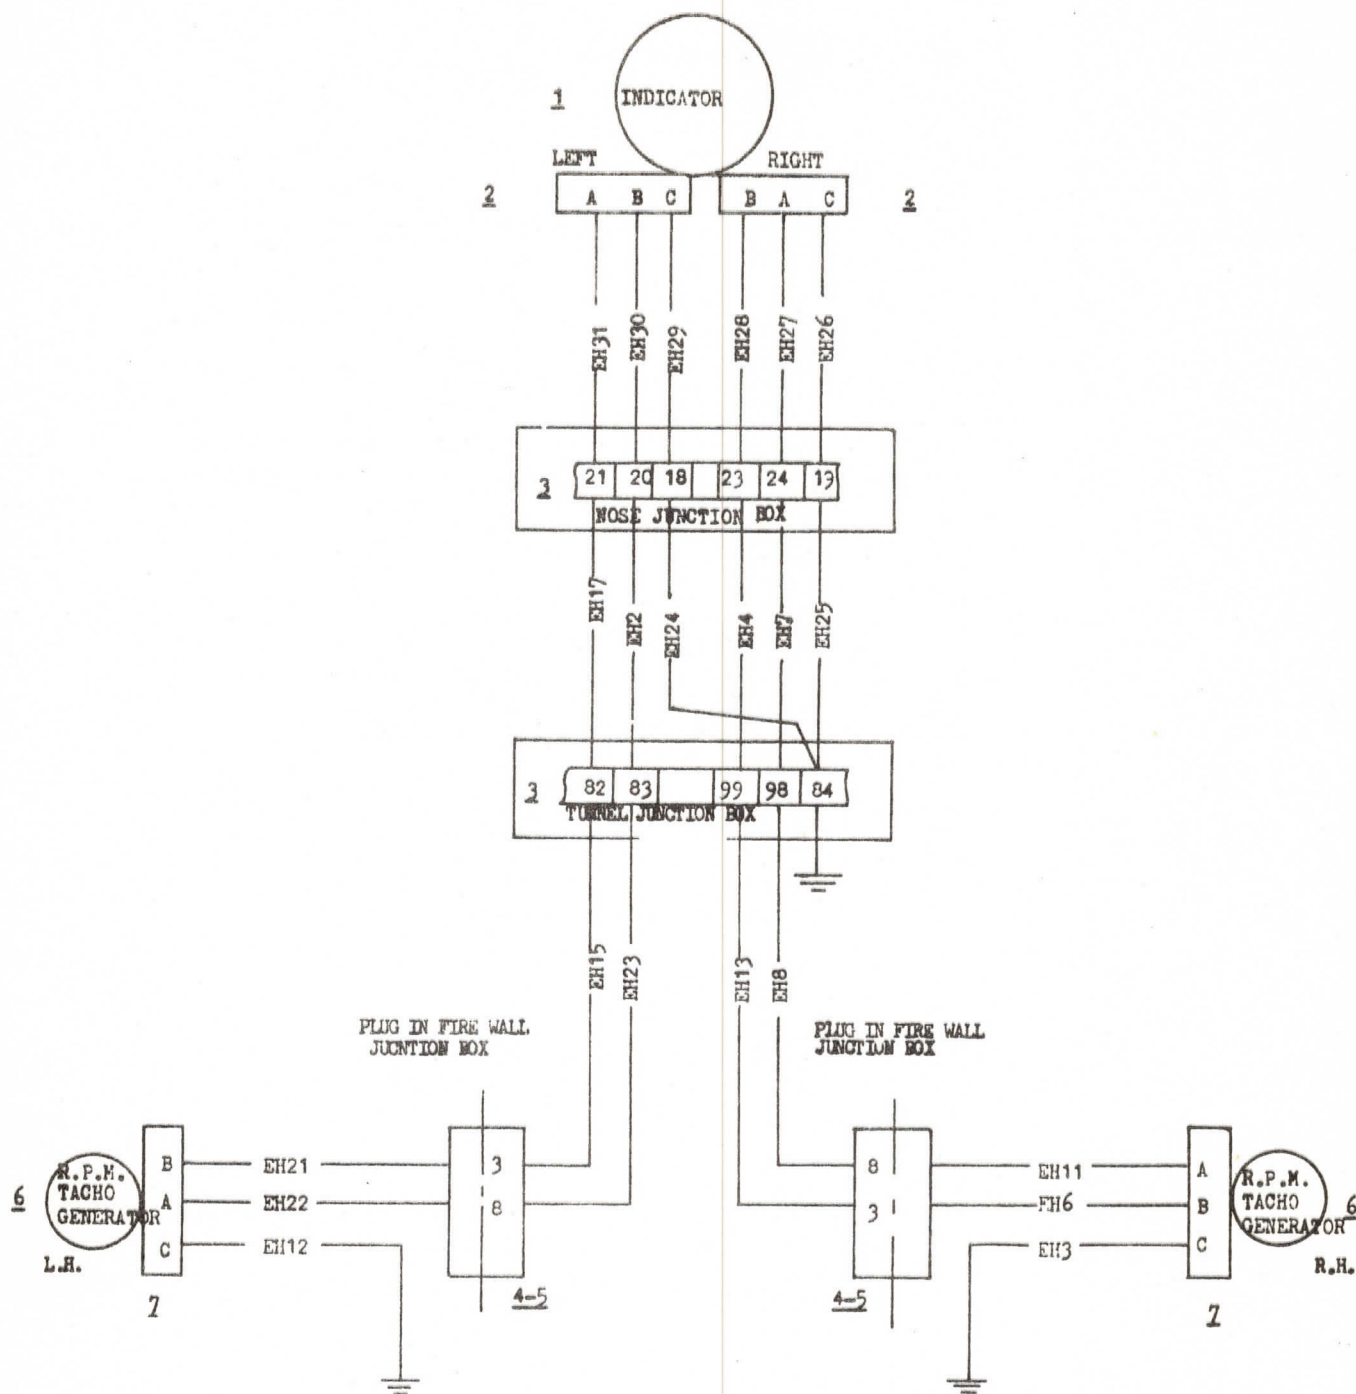 1
INDICATOR
LEFT
RIGHT
2
A B C
B A C
2
EH31
EH30
EH29
EH28
EH27
EH26
3
21 20 18 23 24 19
NOSE JUNCTION BOX
EH17
EH2
EH24
EH4
EH7
EH25
3
82 83 99 98 84
TUNNEL JUNCTION BOX
EH15
EH23
EH13
EH8
PLUG IN FIRE WALL
JUCNTION BOX
PLUG IN FIRE WALL
JUNCTION BOX
6
R.P.M.
TACHO
GENERATOR
L.H.
B
A
C
7
EH21
EH22
EH12
3
8
4-5
8
3
4-5
EH11
EH6
EH3
A
B
C
7
R.P.M.
TACHO
GENERATOR
6
R.H.